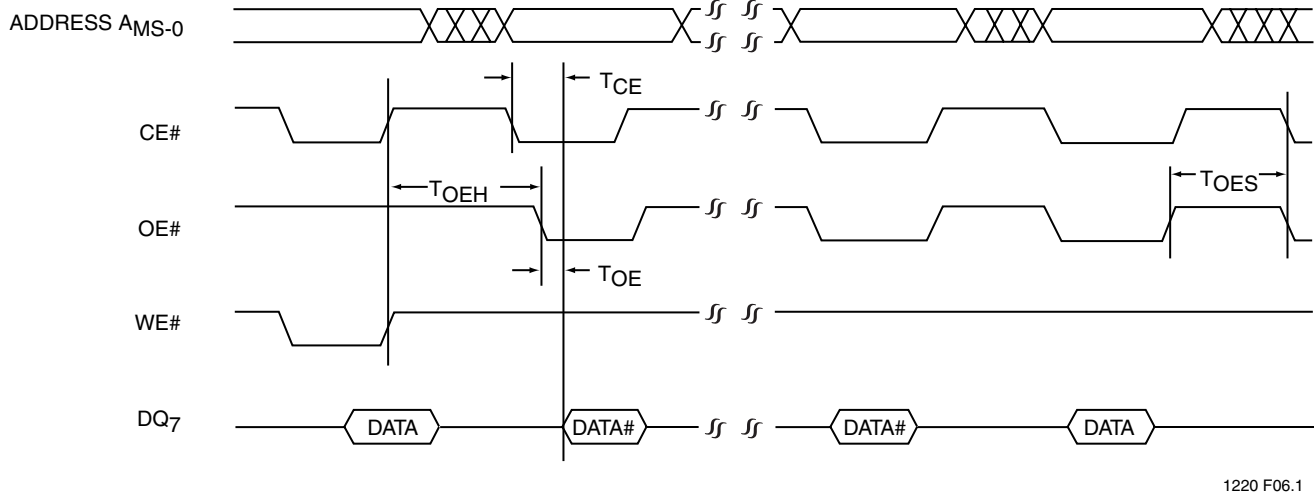 ADDRESS AMS-0
TCE
CE#
TOEH
TOES
OE#
TOE
WE#
DQ7
DATA
DATA#
DATA#
DATA
1220 F06.1